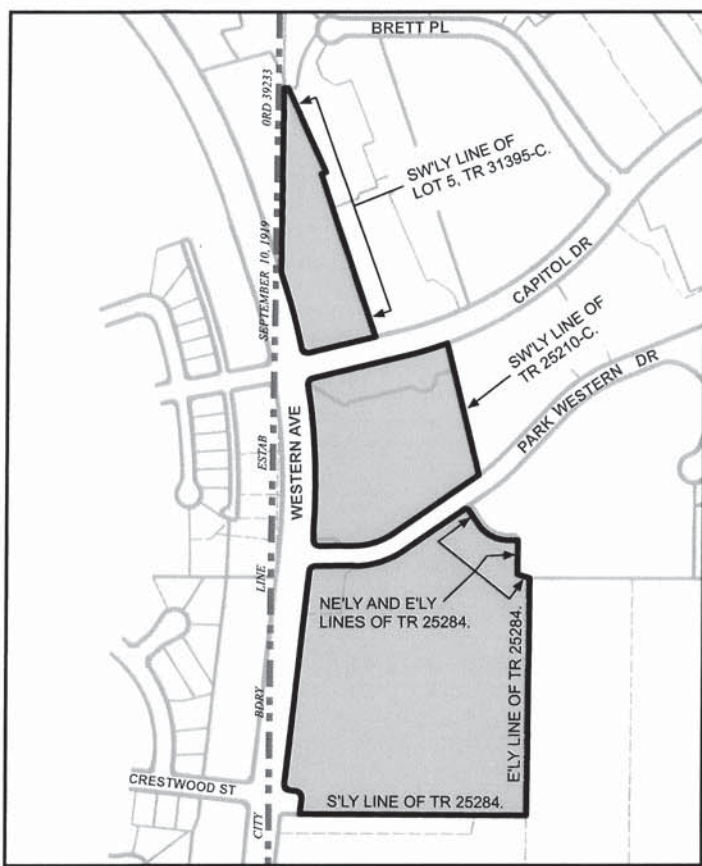 BRETT PL
ORD 39233
SW'LY LINE OF
LOT 5, TR 31395-C.
SEPTEMBER 10, 1919
CAPITOL DR
SW'LY LINE OF
TR 25210-C.
PARK WESTERN DR
WESTERN AVE
ESTAB
LINE
NE'LY AND E'LY
LINES OF TR 25284.
E'LY LINE OF TR 25284.
BDRY
CRESTWOOD ST
S'LY LINE OF TR 25284.
CITY